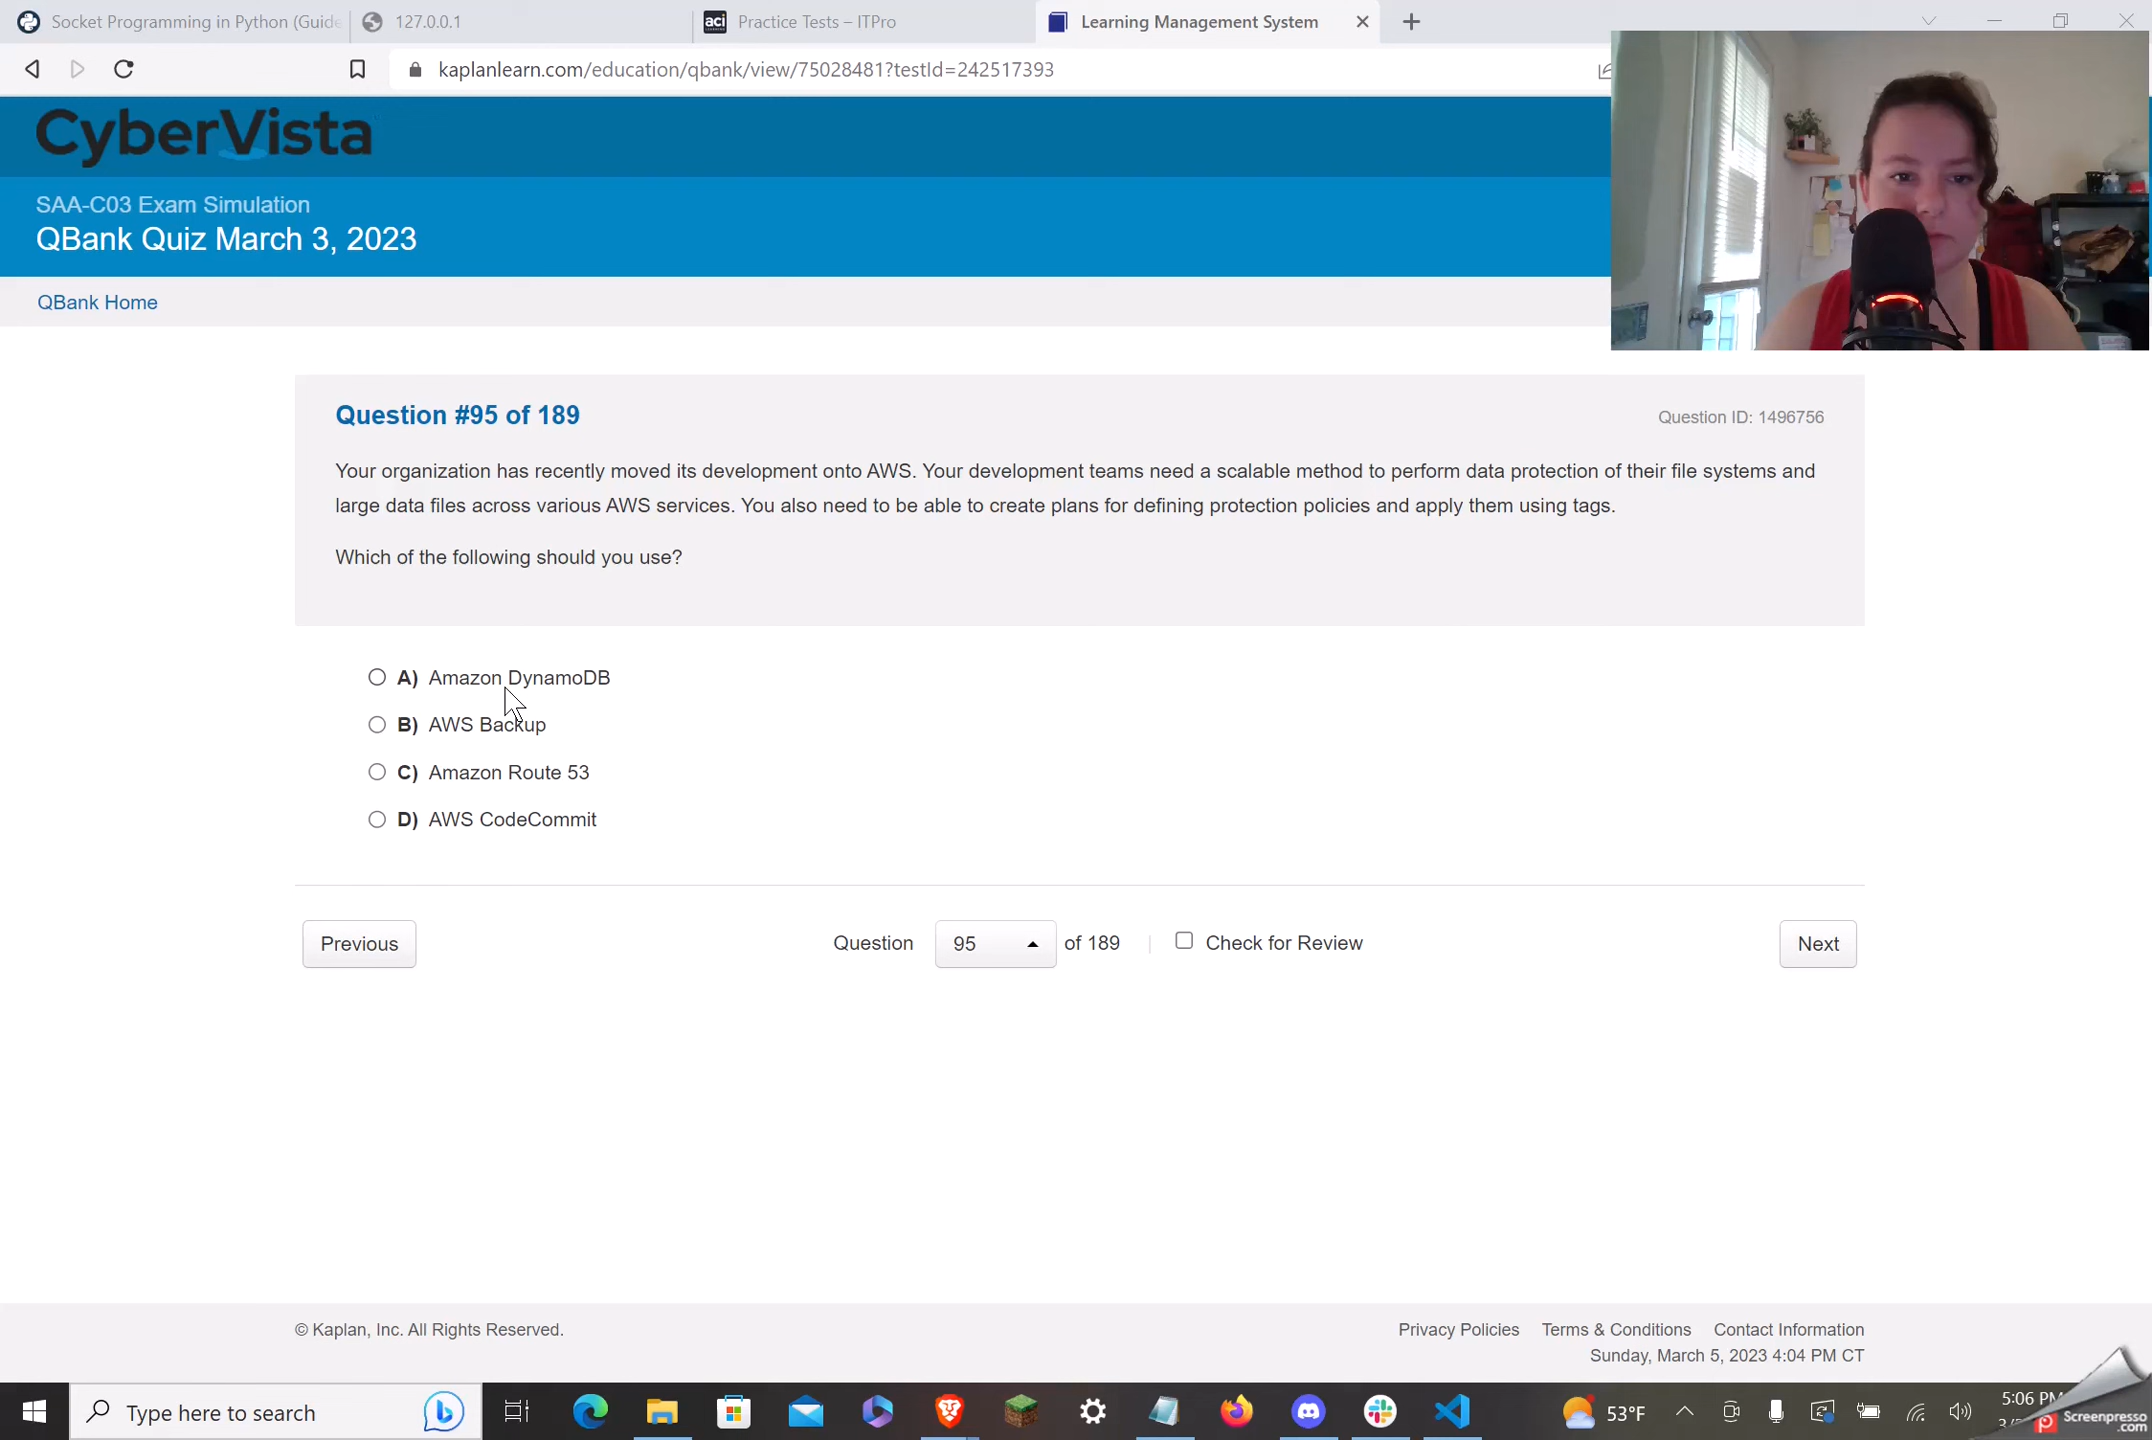 Socket Programming in Python (Guide
127.0.0.1
aci Practice Tests – ITPro
Learning Management System
kaplanlearn.com/education/qbank/view/75028481?testId=242517393
CyberVista
SAA-C03 Exam Simulation
QBank Quiz March 3, 2023
QBank Home
Question #95 of 189
Question ID: 1496756
Your organization has recently moved its development onto AWS. Your development teams need a scalable method to perform data protection of their file systems and
large data files across various AWS services. You also need to be able to create plans for defining protection policies and apply them using tags.
Which of the following should you use?
A) Amazon DynamoDB
B) AWS Backup
C) Amazon Route 53
D) AWS CodeCommit
Previous
Question 95 of 189
Check for Review
Next
© Kaplan, Inc. All Rights Reserved.
Privacy Policies Terms & Conditions Contact Information
Sunday, March 5, 2023 4:04 PM CT
Type here to search
53°F
5:06 PM
Screenpresso
.com